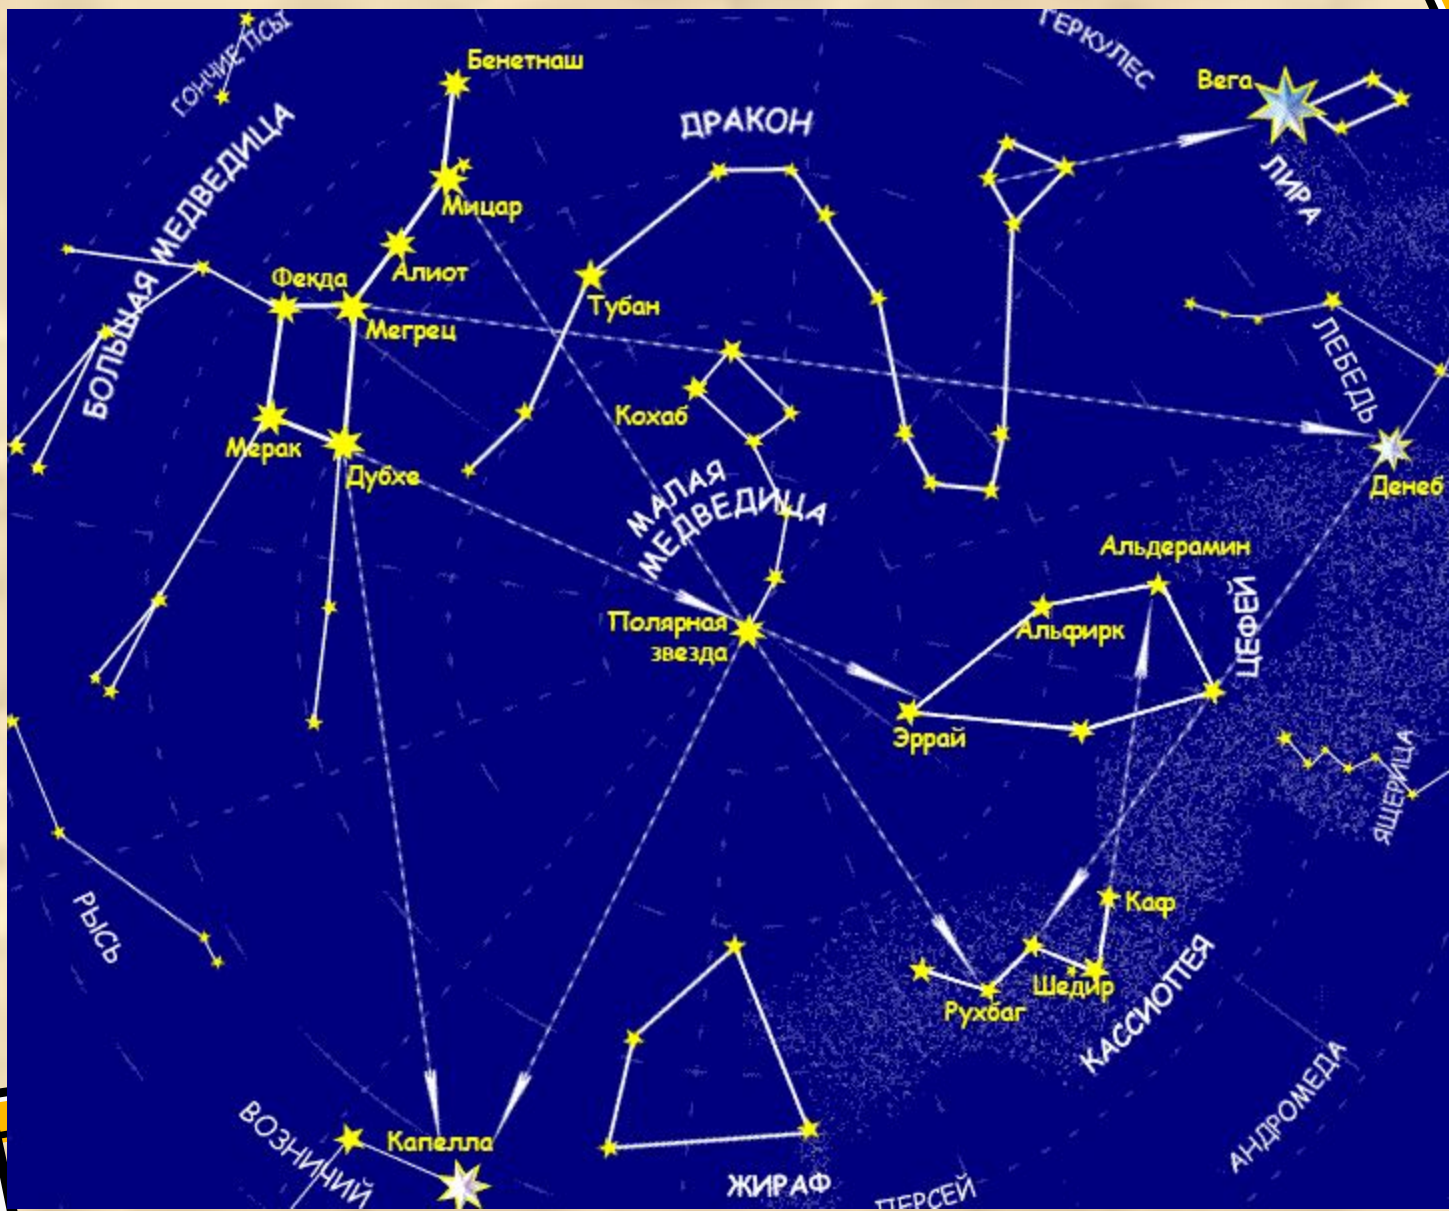 ГОНЧИЕ ПСЫ
Бенетнаш
ГЕРКУЛЕС
Вега
ДРАКОН
БОЛЬШАЯ МЕДВЕДИЦА
Мицар
ЛИРА
Алиот
Фекда
Тубан
Мегрец
ЛЕБЕДЬ
Кохаб
Мерак
Дубхе
Денеб
МАЛАЯ
МЕДВЕДИЦА
Альдерамин
Полярная
звезда
Альфирк
ЦЕФЕЙ
Эррай
ЯЩЕРИЦА
РЫСЬ
Каф
Шедир
Рухбаг
КАССИОПЕЯ
АНДРОМЕДА
ВОЗНИЧИЙ
Капелла
ЖИРАФ
ПЕРСЕЙ